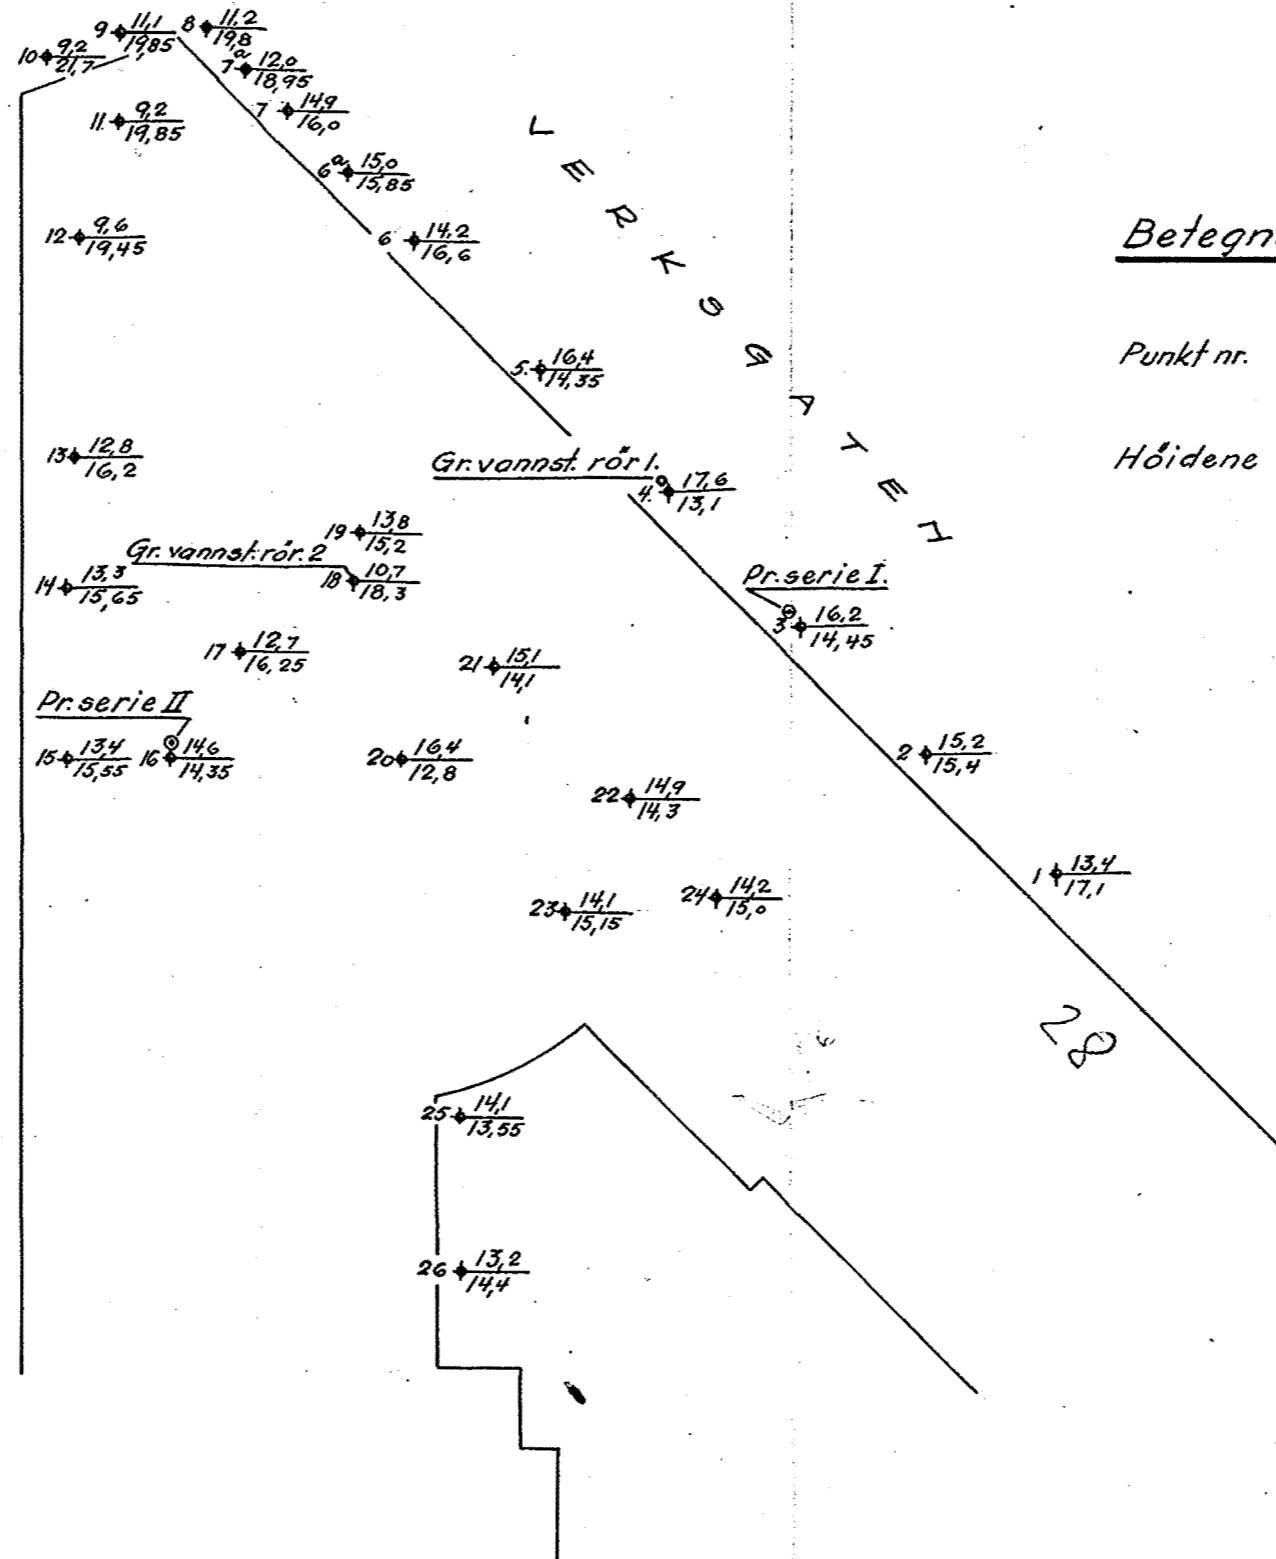 9 11,1 19,85
8 11,2 19,8
10 9,2 21,7
7a 12,0 18,95
7 14,9 16,0
11. 9,2 19,85
6a 15,0 15,85
12 9,6 19,45
6 14,2 16,6
VERKSGATEN
Betegn
Punkt nr.
5. 16,4 14,35
Höidene
13 12,8 16,2
Gr. vannst. rör 1.
4. 17,6 13,1
19 13,8 15,2
Gr. vannst. rör. 2
18 10,7 18,3
14 13,3 15,65
Pr. serie I.
3 16,2 14,45
17 12,7 16,25
21 15,1 14,1
Pr. serie II
15 13,4 15,55
16 14,6 14,35
20 16,4 12,8
2 15,2 15,4
22 14,9 14,3
1 13,4 17,1
23 14,1 15,15
24 14,2 15,0
28
25 14,1 13,55
26 13,2 14,4